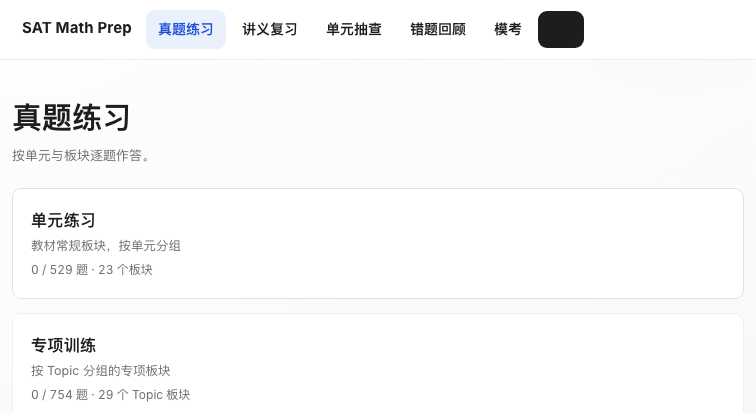 SAT Math Prep 真题练习 讲义复习 单元抽查 错题回顾 模考
真题练习
按单元与板块逐题作答。
单元练习
教材常规板块，按单元分组
0 / 529 题 · 23 个板块
专项训练
按 Topic 分组的专项板块
0 / 754 题 · 29 个 Topic 板块